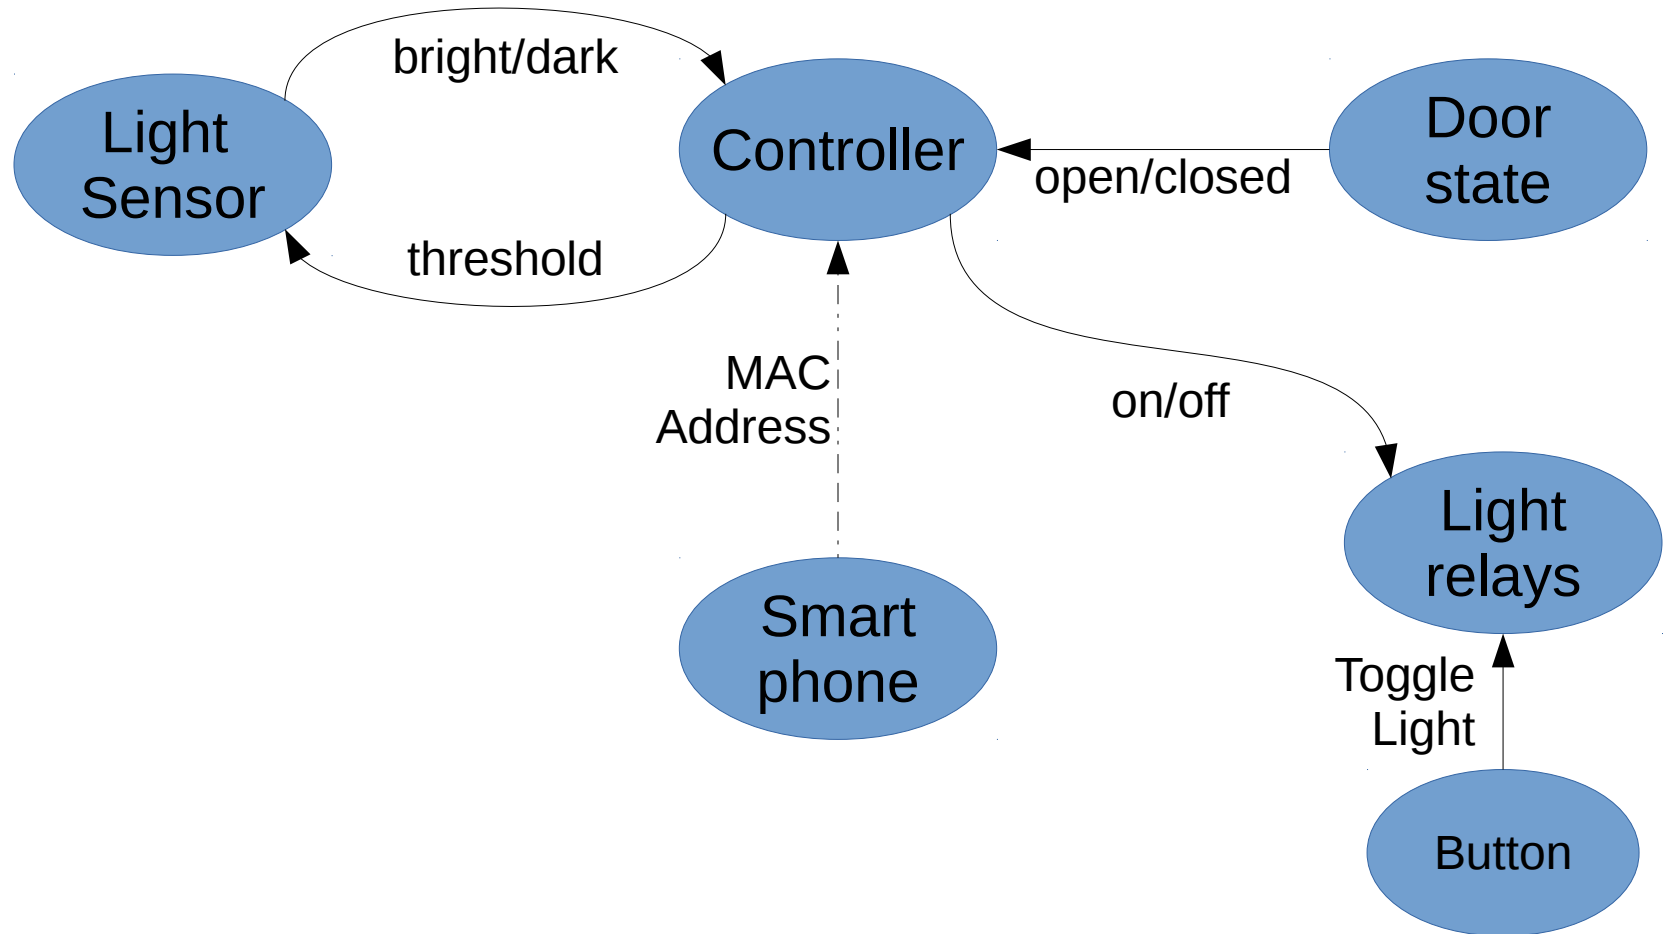 bright/dark
Light
Sensor
Controller
Door
state
open/closed
threshold
MAC
Address
on/off
Light
relays
Smart
phone
Toggle
Light
Button